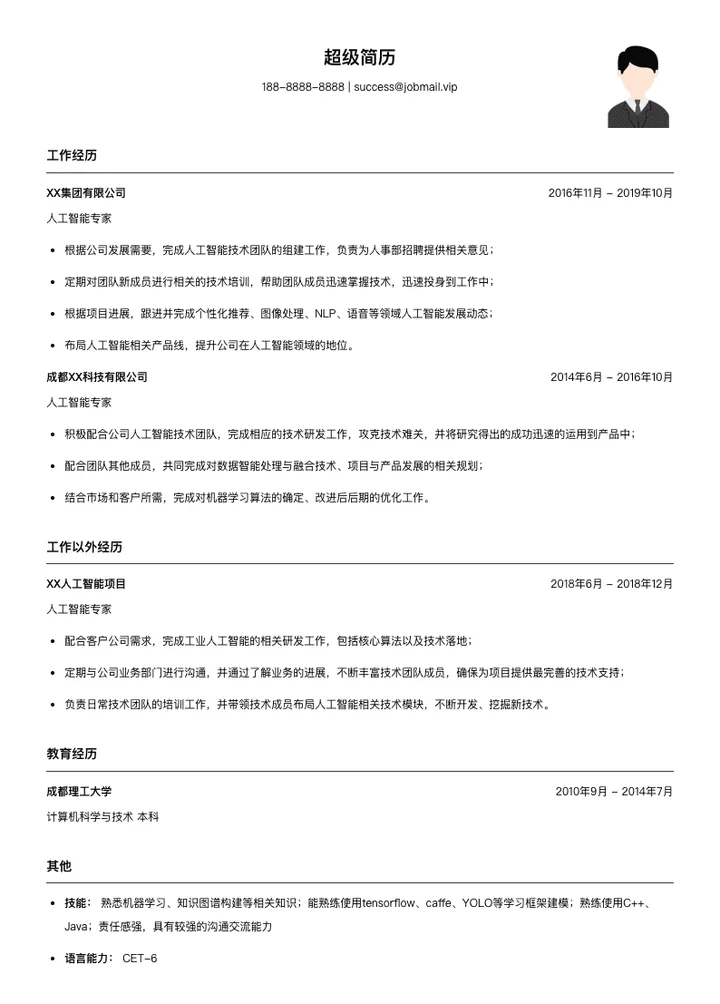 超级简历
188-8888-8888 | success@jobmail.vip
工作经历
XX集团有限公司 2016年11月 - 2019年10月
人工智能专家
• 根据公司发展需要，完成人工智能技术团队的组建工作，负责为人事部招聘提供相关意见；
• 定期对团队新成员进行相关的技术培训，帮助团队成员迅速掌握技术，迅速投身到工作中；
• 根据项目进展，跟进并完成个性化推荐、图像处理、NLP、语音等领域人工智能发展动态；
• 布局人工智能相关产品线，提升公司在人工智能领域的地位。
成都XX科技有限公司 2014年6月 - 2016年10月
人工智能专家
• 积极配合公司人工智能技术团队，完成相应的技术研发工作，攻克技术难关，并将研究得出的成功迅速的运用到产品中；
• 配合团队其他成员，共同完成对数据智能处理与融合技术、项目与产品发展的相关规划；
• 结合市场和客户所需，完成对机器学习算法的确定、改进后后期的优化工作。
工作以外经历
XX人工智能项目 2018年6月 - 2018年12月
人工智能专家
• 配合客户公司需求，完成工业人工智能的相关研发工作，包括核心算法以及技术落地；
• 定期与公司业务部门进行沟通，并通过了解业务的进展，不断丰富技术团队成员，确保为项目提供最完善的技术支持；
• 负责日常技术团队的培训工作，并带领技术成员布局人工智能相关技术模块，不断开发、挖掘新技术。
教育经历
成都理工大学 2010年9月 - 2014年7月
计算机科学与技术 本科
其他
• 技能： 熟悉机器学习、知识图谱构建等相关知识；能熟练使用tensorflow、caffe、YOLO等学习框架建模；熟练使用C++、
Java；责任感强，具有较强的沟通交流能力
• 语言能力： CET-6